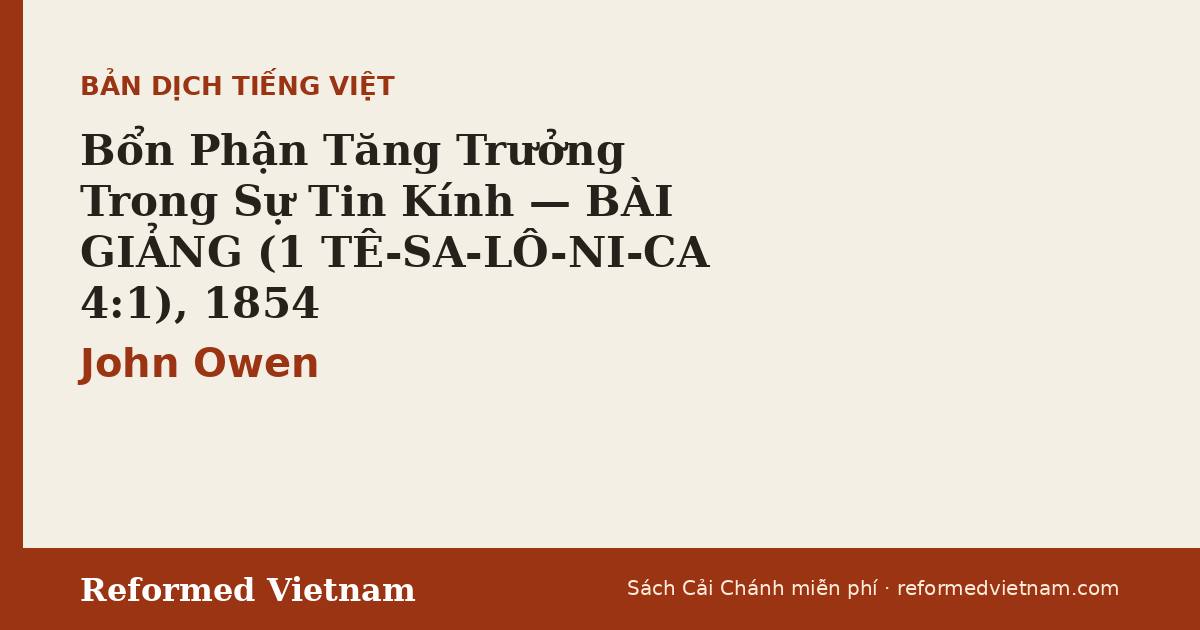 BẢN DỊCH TIẾNG VIỆT
Bổn Phận Tăng Trưởng
Trong Sự Tin Kính — BÀI
GIẢNG (1 TÊ-SA-LÔ-NI-CA
4:1), 1854
John Owen
Reformed Vietnam
Sách Cải Chánh miễn phí · reformedvietnam.com